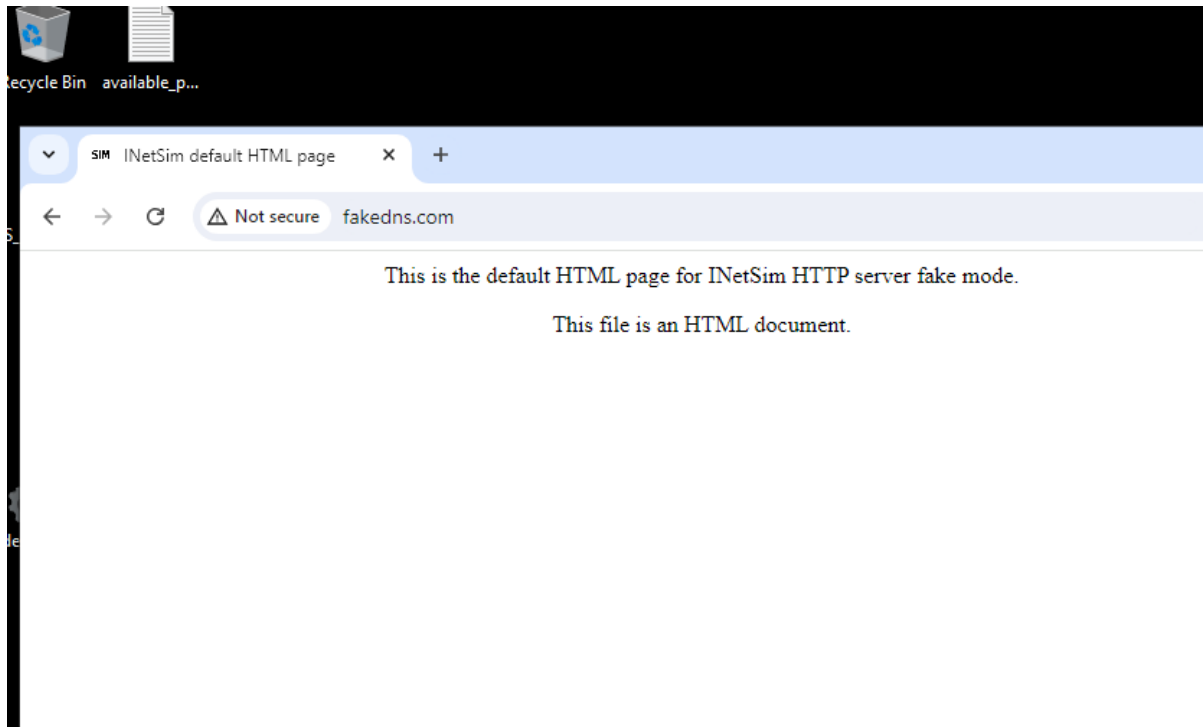 Recycle Bin available_p...
SIM INetSim default HTML page
Not secure fakedns.com
This is the default HTML page for INetSim HTTP server fake mode.
This file is an HTML document.